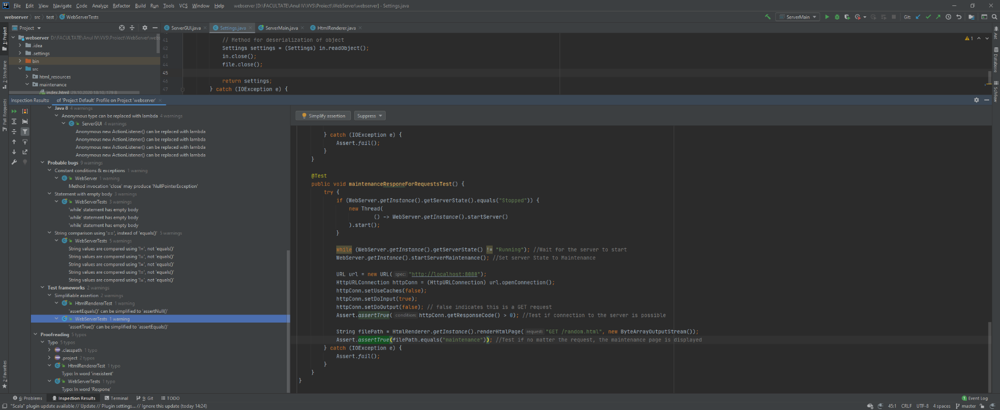 File Edit View Navigate Code Analyze Refactor Build Run Tools VCS Window Help webserver [D:\FACULTATE\Anul IV\VVS\Project\WebServer\webserver] - Settings.java
webserver src test WebServerTests ServerMain Git:
Project ServerGUI.java Settings.java ServerMain.java HtmlRenderer.java
1: Project
Z: Structure
Pull Requests
2: Favorites
Ant
Database
SciView
webserver D:\FACULTATE\Anul IV\VVS\Project\WebServer\webs
.idea
.settings
bin
src
html_resources
maintenance
index.html 29.10.2020 18:10, 179 B
41 // Method for deserialization of object
42 Settings settings = (Settings) in.readObject();
43 in.close();
44 file.close();
45
46 return settings;
47 } catch (IOException e) {
1
Inspection Results: of 'Project Default' Profile on Project 'webserver'
Java 8 4 warnings
Anonymous type can be replaced with lambda 4 warnings
ServerGUI 4 warnings
Anonymous new ActionListener() can be replaced with lambda
Anonymous new ActionListener() can be replaced with lambda
Anonymous new ActionListener() can be replaced with lambda
Anonymous new ActionListener() can be replaced with lambda
Probable bugs 9 warnings
Constant conditions & exceptions 1 warning
WebServer 1 warning
Method invocation 'close' may produce 'NullPointerException'
Statement with empty body 3 warnings
WebServerTests 3 warnings
'while' statement has empty body
'while' statement has empty body
'while' statement has empty body
String comparison using '==', instead of 'equals()' 5 warnings
WebServerTests 5 warnings
String values are compared using '!=', not 'equals()'
String values are compared using '!=', not 'equals()'
String values are compared using '!=', not 'equals()'
String values are compared using '!=', not 'equals()'
String values are compared using '!=', not 'equals()'
Test frameworks 2 warnings
Simplifiable assertion 2 warnings
HtmlRendererTest 1 warning
'assertEquals()' can be simplified to 'assertNull()'
WebServerTests 1 warning
'assertTrue()' can be simplified to 'assertEquals()'
Proofreading 5 typos
Typo 5 typos
.classpath 1 typo
.project 2 typos
HtmlRendererTest 1 typo
Typo: In word 'inexistent'
WebServerTests 1 typo
Typo: In word 'Respone'
Simplify assertion Suppress
} catch (IOException e) {
Assert.fail();
}
}
@Test
public void maintenanceResponeForRequestsTest() {
try {
if (WebServer.getInstance().getServerState().equals("Stopped")) {
new Thread(
() -> WebServer.getInstance().startServer()
).start();
}
while (WebServer.getInstance().getServerState() != "Running"); //Wait for the server to start
WebServer.getInstance().startServerMaintenance(); //Set server State to Maintenance
URL url = new URL( spec: "http://localhost:8088");
HttpURLConnection httpConn = (HttpURLConnection) url.openConnection();
httpConn.setUseCaches(false);
httpConn.setDoInput(true);
httpConn.setDoOutput(false); // false indicates this is a GET request
Assert.assertTrue( condition: httpConn.getResponseCode() > 0); //Test if connection to the server is possible
String filePath = HtmlRenderer.getInstance().renderHtmlPage( request: "GET /random.html", new ByteArrayOutputStream());
Assert.assertTrue(filePath.equals("maintenance")); //Test if no matter the request, the maintenance page is displayed
} catch (IOException e) {
Assert.fail();
}
}
}
6: Problems Inspection Results Terminal 9: Git TODO 1 Event Log
"Scala" plugin update available // Update // Plugin settings... // Ignore this update (today 14:24) 45:1 CRLF UTF-8 4 spaces master